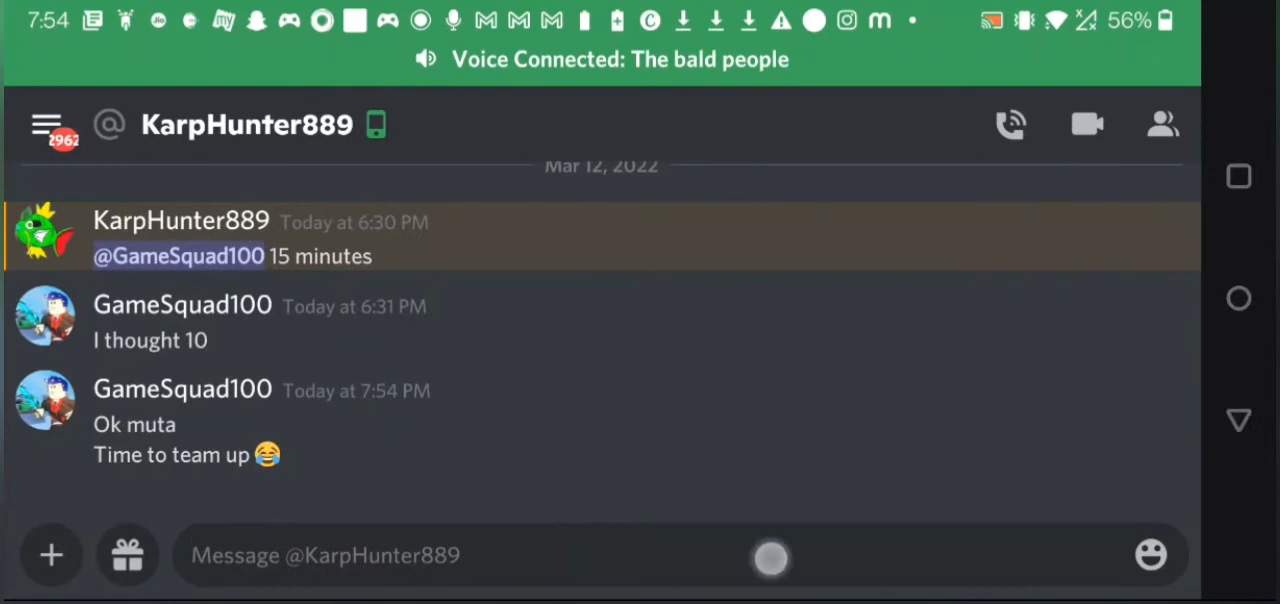 7:54
56%
Voice Connected: The bald people
2962
@ KarpHunter889
Mar 12, 2022
KarpHunter889 Today at 6:30 PM
@GameSquad100 15 minutes
GameSquad100 Today at 6:31 PM
I thought 10
GameSquad100 Today at 7:54 PM
Ok muta
Time to team up 😂
Message @KarpHunter889